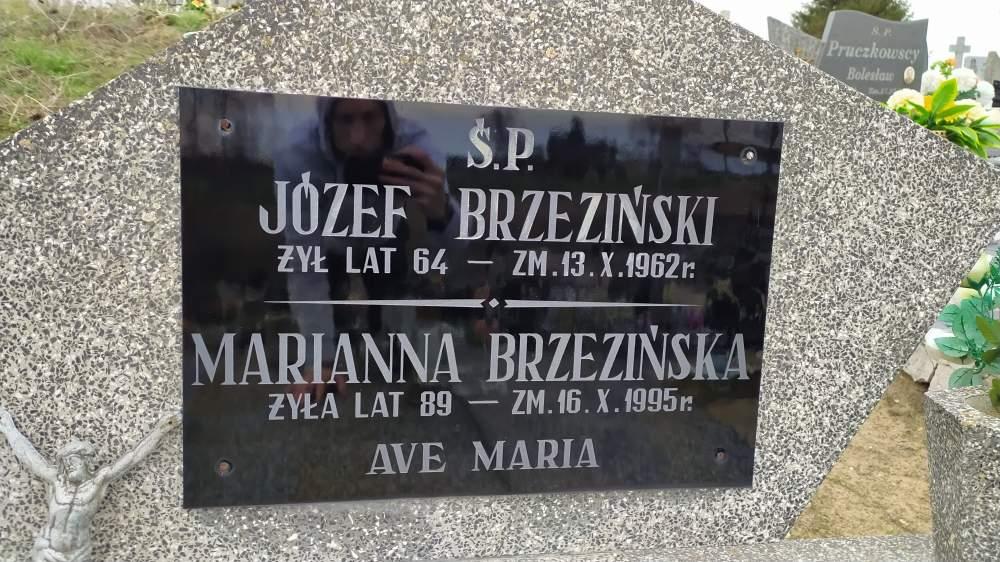 Ś.P.
JÓZEF BRZEZIŃSKI
ŻYŁ LAT 64 — ZM. 13. X. 1962r.
MARIANNA BRZEZIŃSKA
ŻYŁA LAT 89 — ZM. 16. X. 1995r.
AVE MARIA
Ś. P.
Pruczkowscy
Bolesław